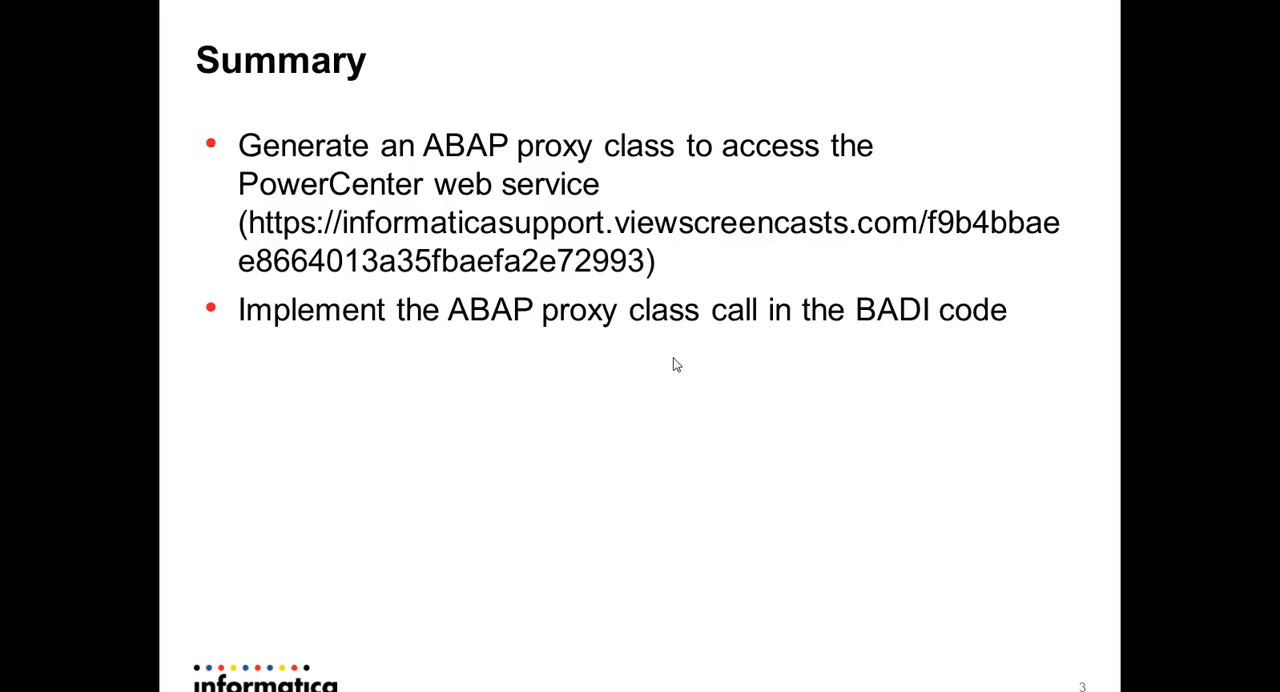 Summary
• Generate an ABAP proxy class to access the
PowerCenter web service
(https://informaticasupport.viewscreencasts.com/f9b4bbae
e8664013a35fbaefa2e72993)
• Implement the ABAP proxy class call in the BADI code
informatica
3